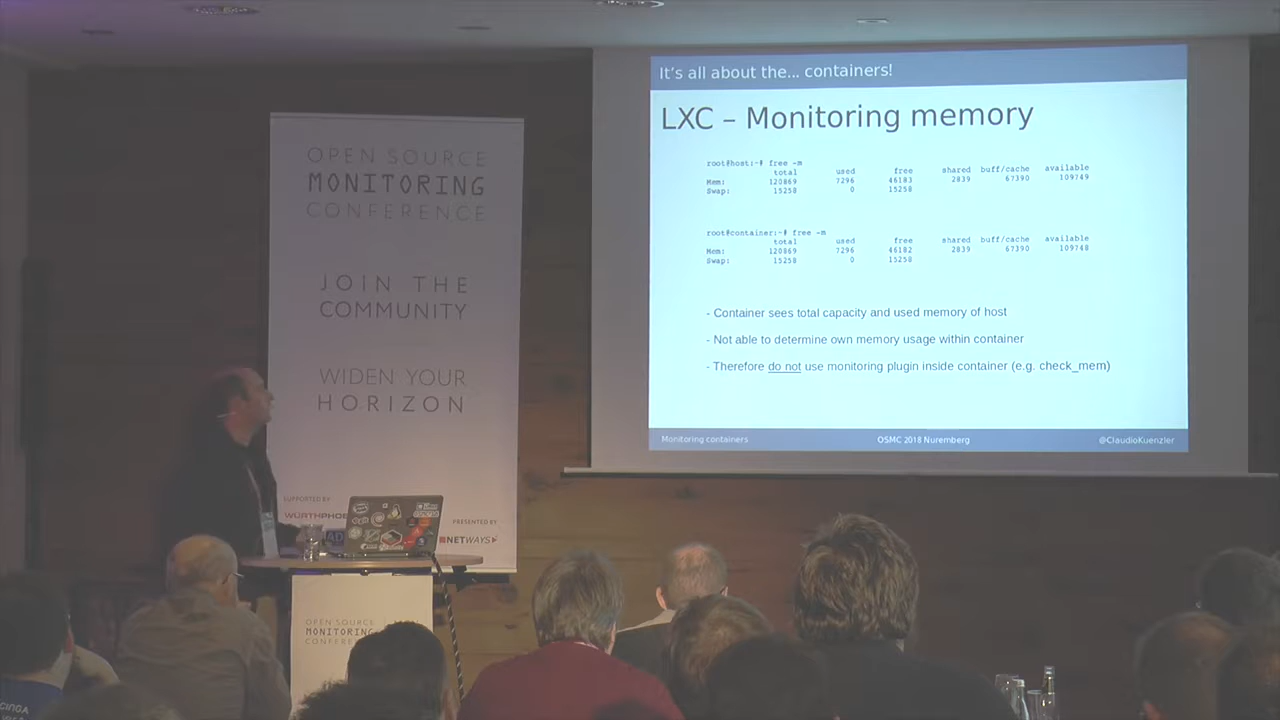 It's all about the... containers!
LXC – Monitoring memory
root@host:~# free -m
total used free shared buff/cache available
Mem: 120869 7296 46183 2839 67390 109749
Swap: 15258 0 15258
root@container:~# free -m
total used free shared buff/cache available
Mem: 120869 7296 46182 2839 67390 109748
Swap: 15258 0 15258
- Container sees total capacity and used memory of host
- Not able to determine own memory usage within container
- Therefore do not use monitoring plugin inside container (e.g. check_mem)
Monitoring containers OSMC 2018 Nuremberg @ClaudioKuenzler
OPEN SOURCE
MONITORING
CONFERENCE
JOIN THE
COMMUNITY
WIDEN YOUR
HORIZON
SUPPORTED BY
PRESENTED BY
NETWAYS
OPEN SOURCE
MONITORING